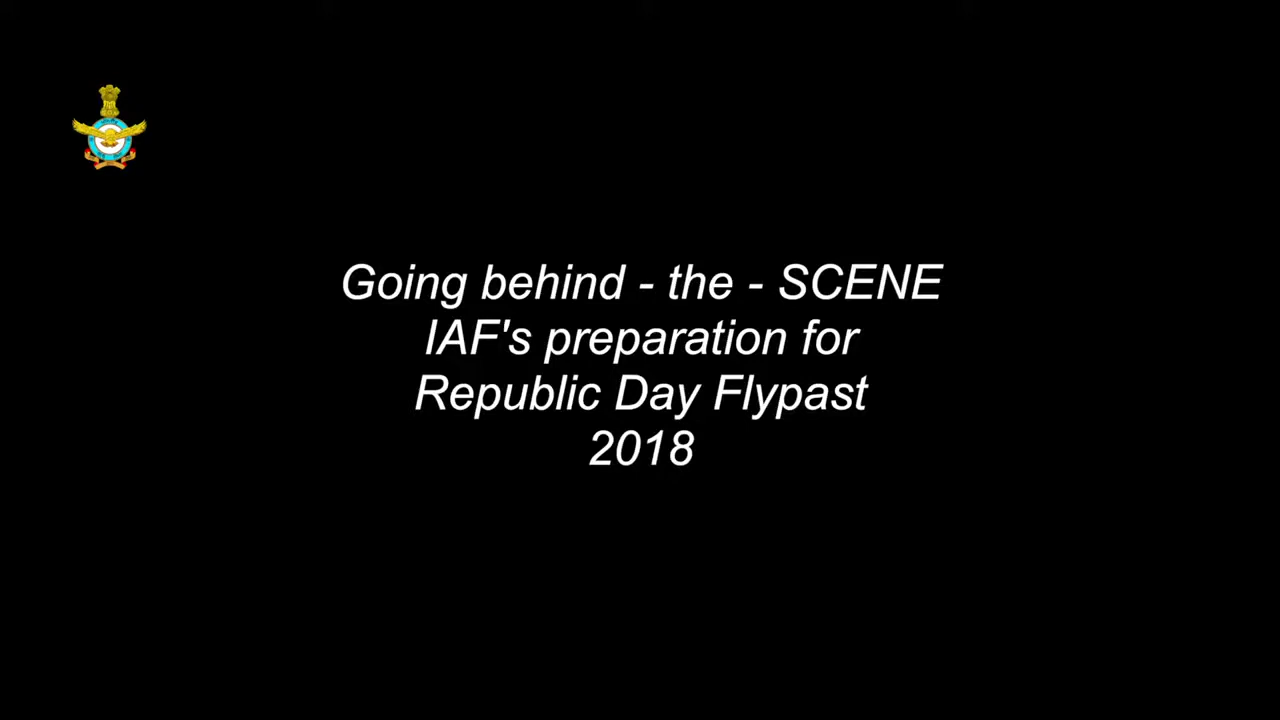 Going behind - the - SCENE
IAF's preparation for
Republic Day Flypast
2018